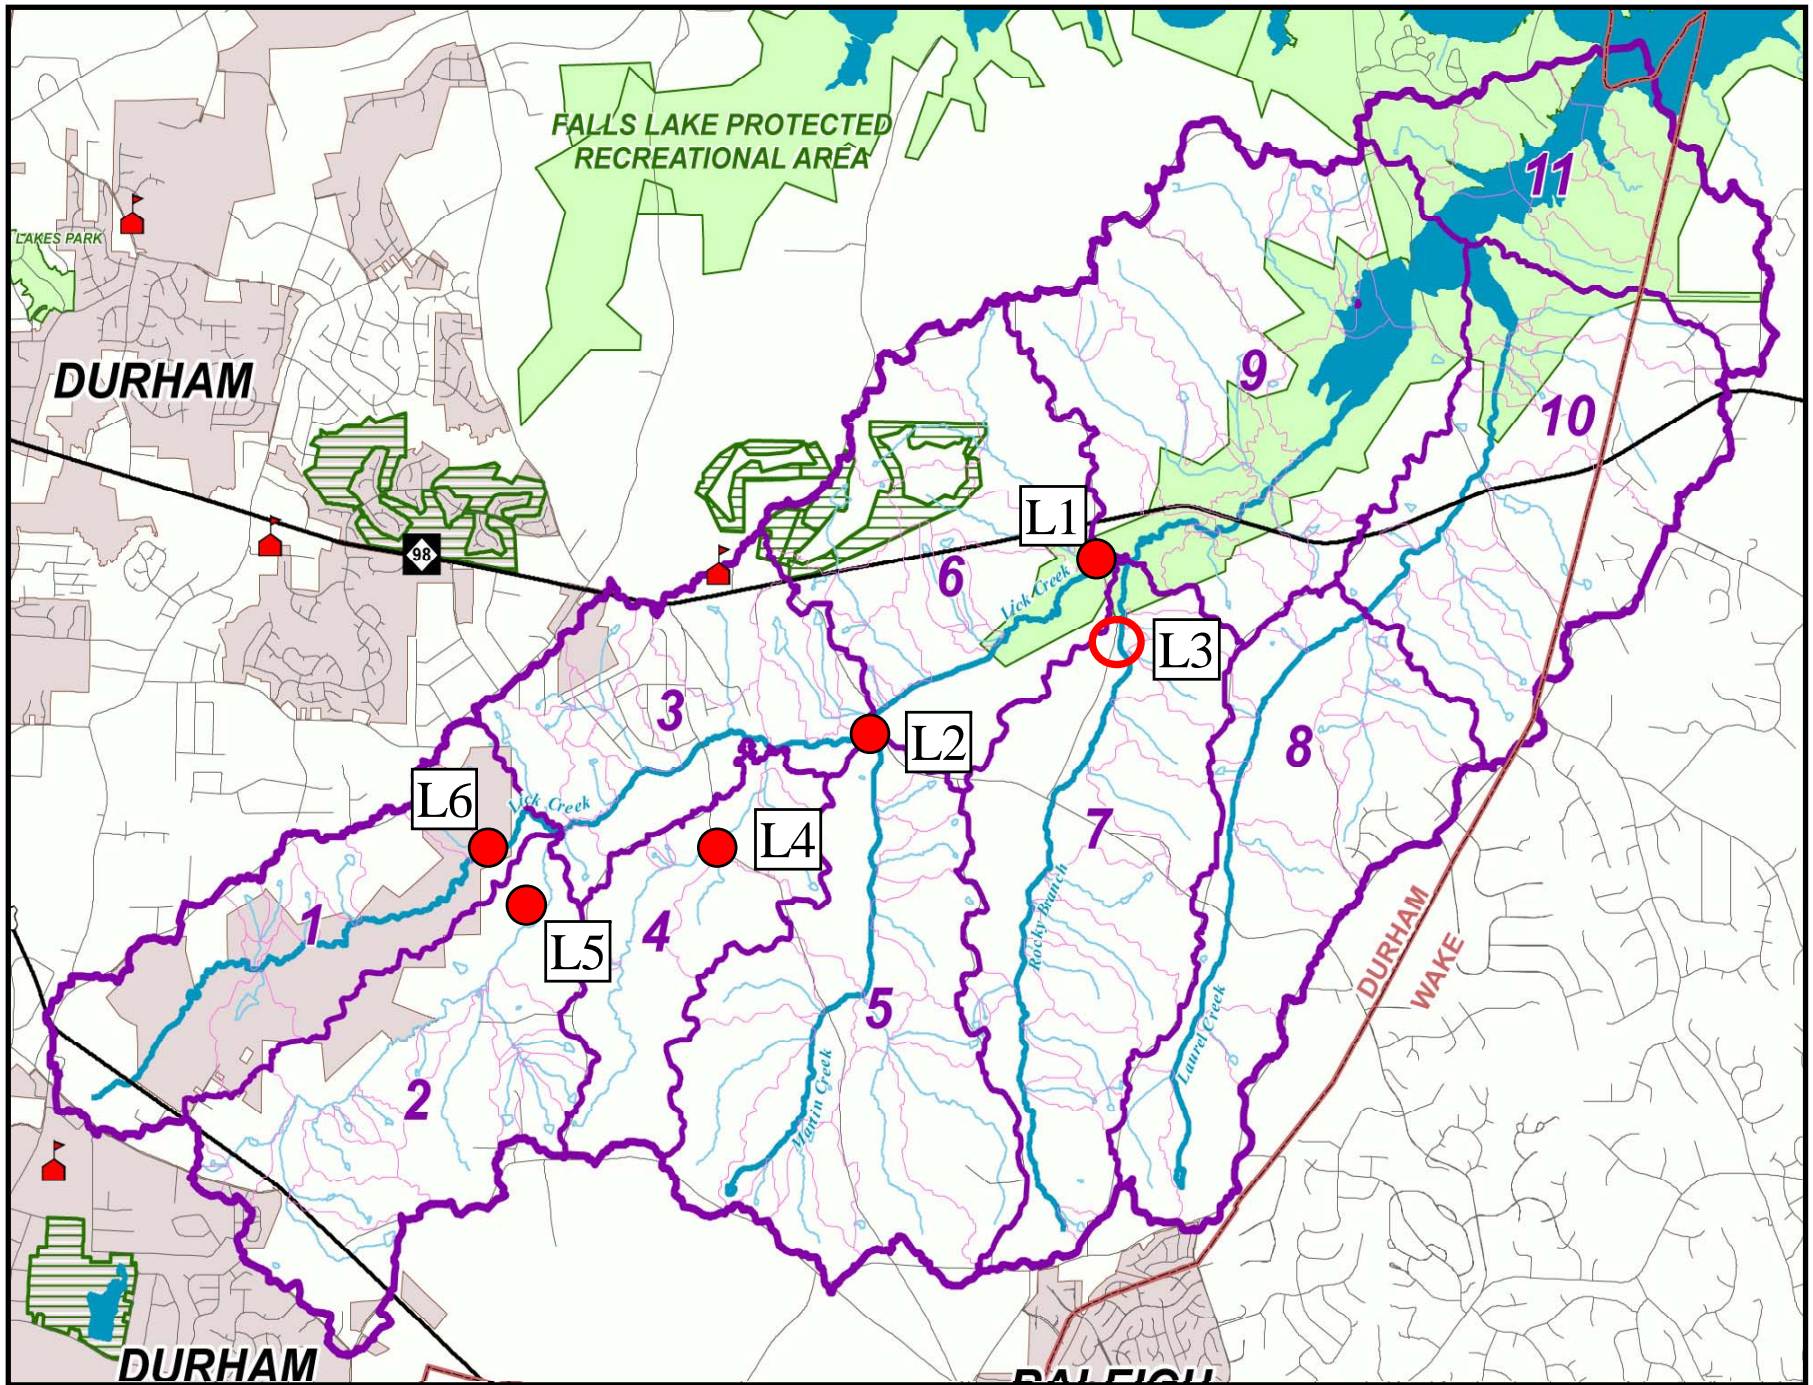 FALLS LAKE PROTECTED
RECREATIONAL AREA
11
LAKES PARK
DURHAM
9
10
L1
98
6
Lick Creek
L3
3
L2
8
L6
Lick Creek
L4
7
1
L5
4
Rocky Branch
DURHAM
WAKE
5
Laurel Creek
2
Martin Creek
DURHAM
RALEIGH